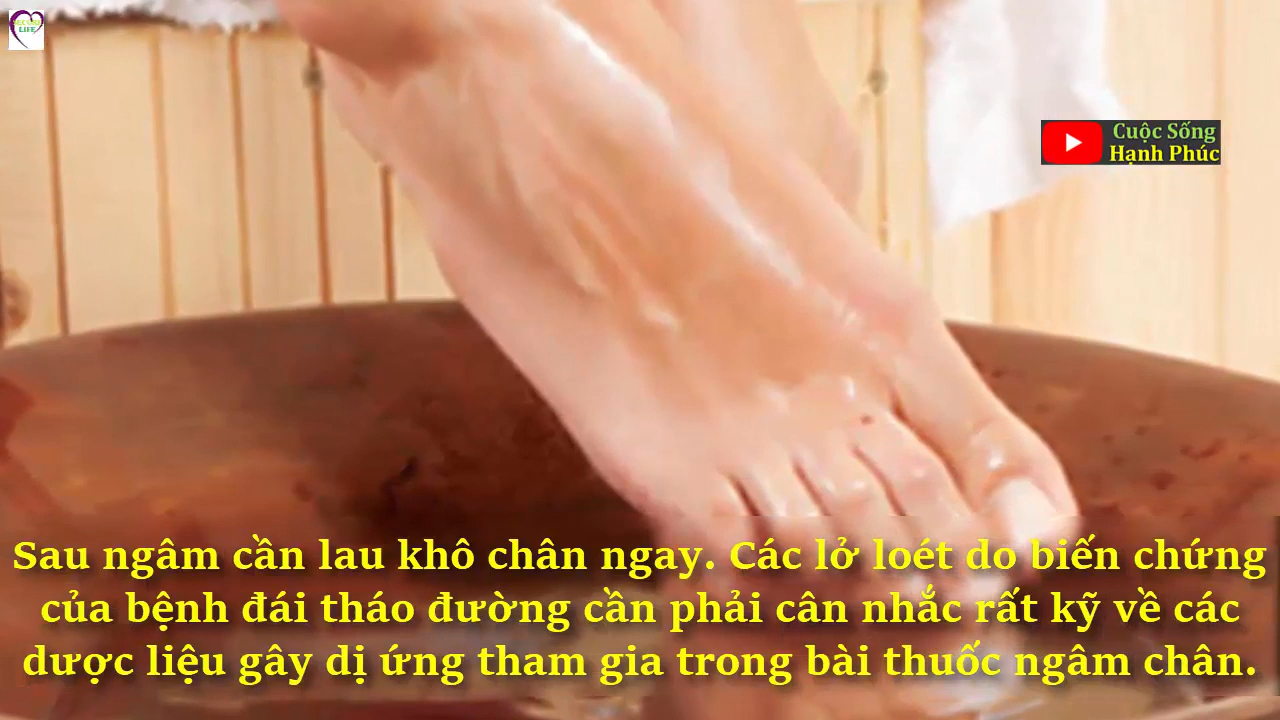 LIFE
Cuộc Sống
Hạnh Phúc
Sau ngâm cần lau khô chân ngay. Các lở loét do biến chứng
của bệnh đái tháo đường cần phải cân nhắc rất kỹ về các
dược liệu gây dị ứng tham gia trong bài thuốc ngâm chân.